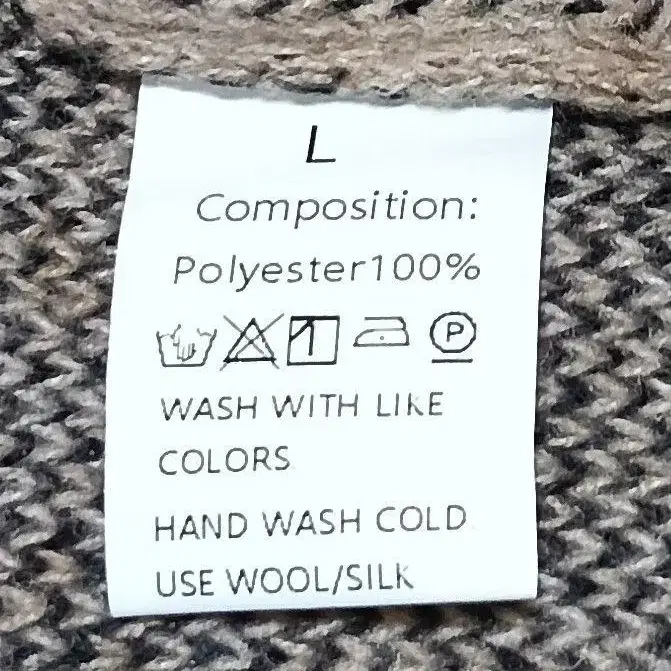 L
Composition:
Polyester100%
P
WASH WITH LIKE
COLORS
HAND WASH COLD
USE WOOL/SILK